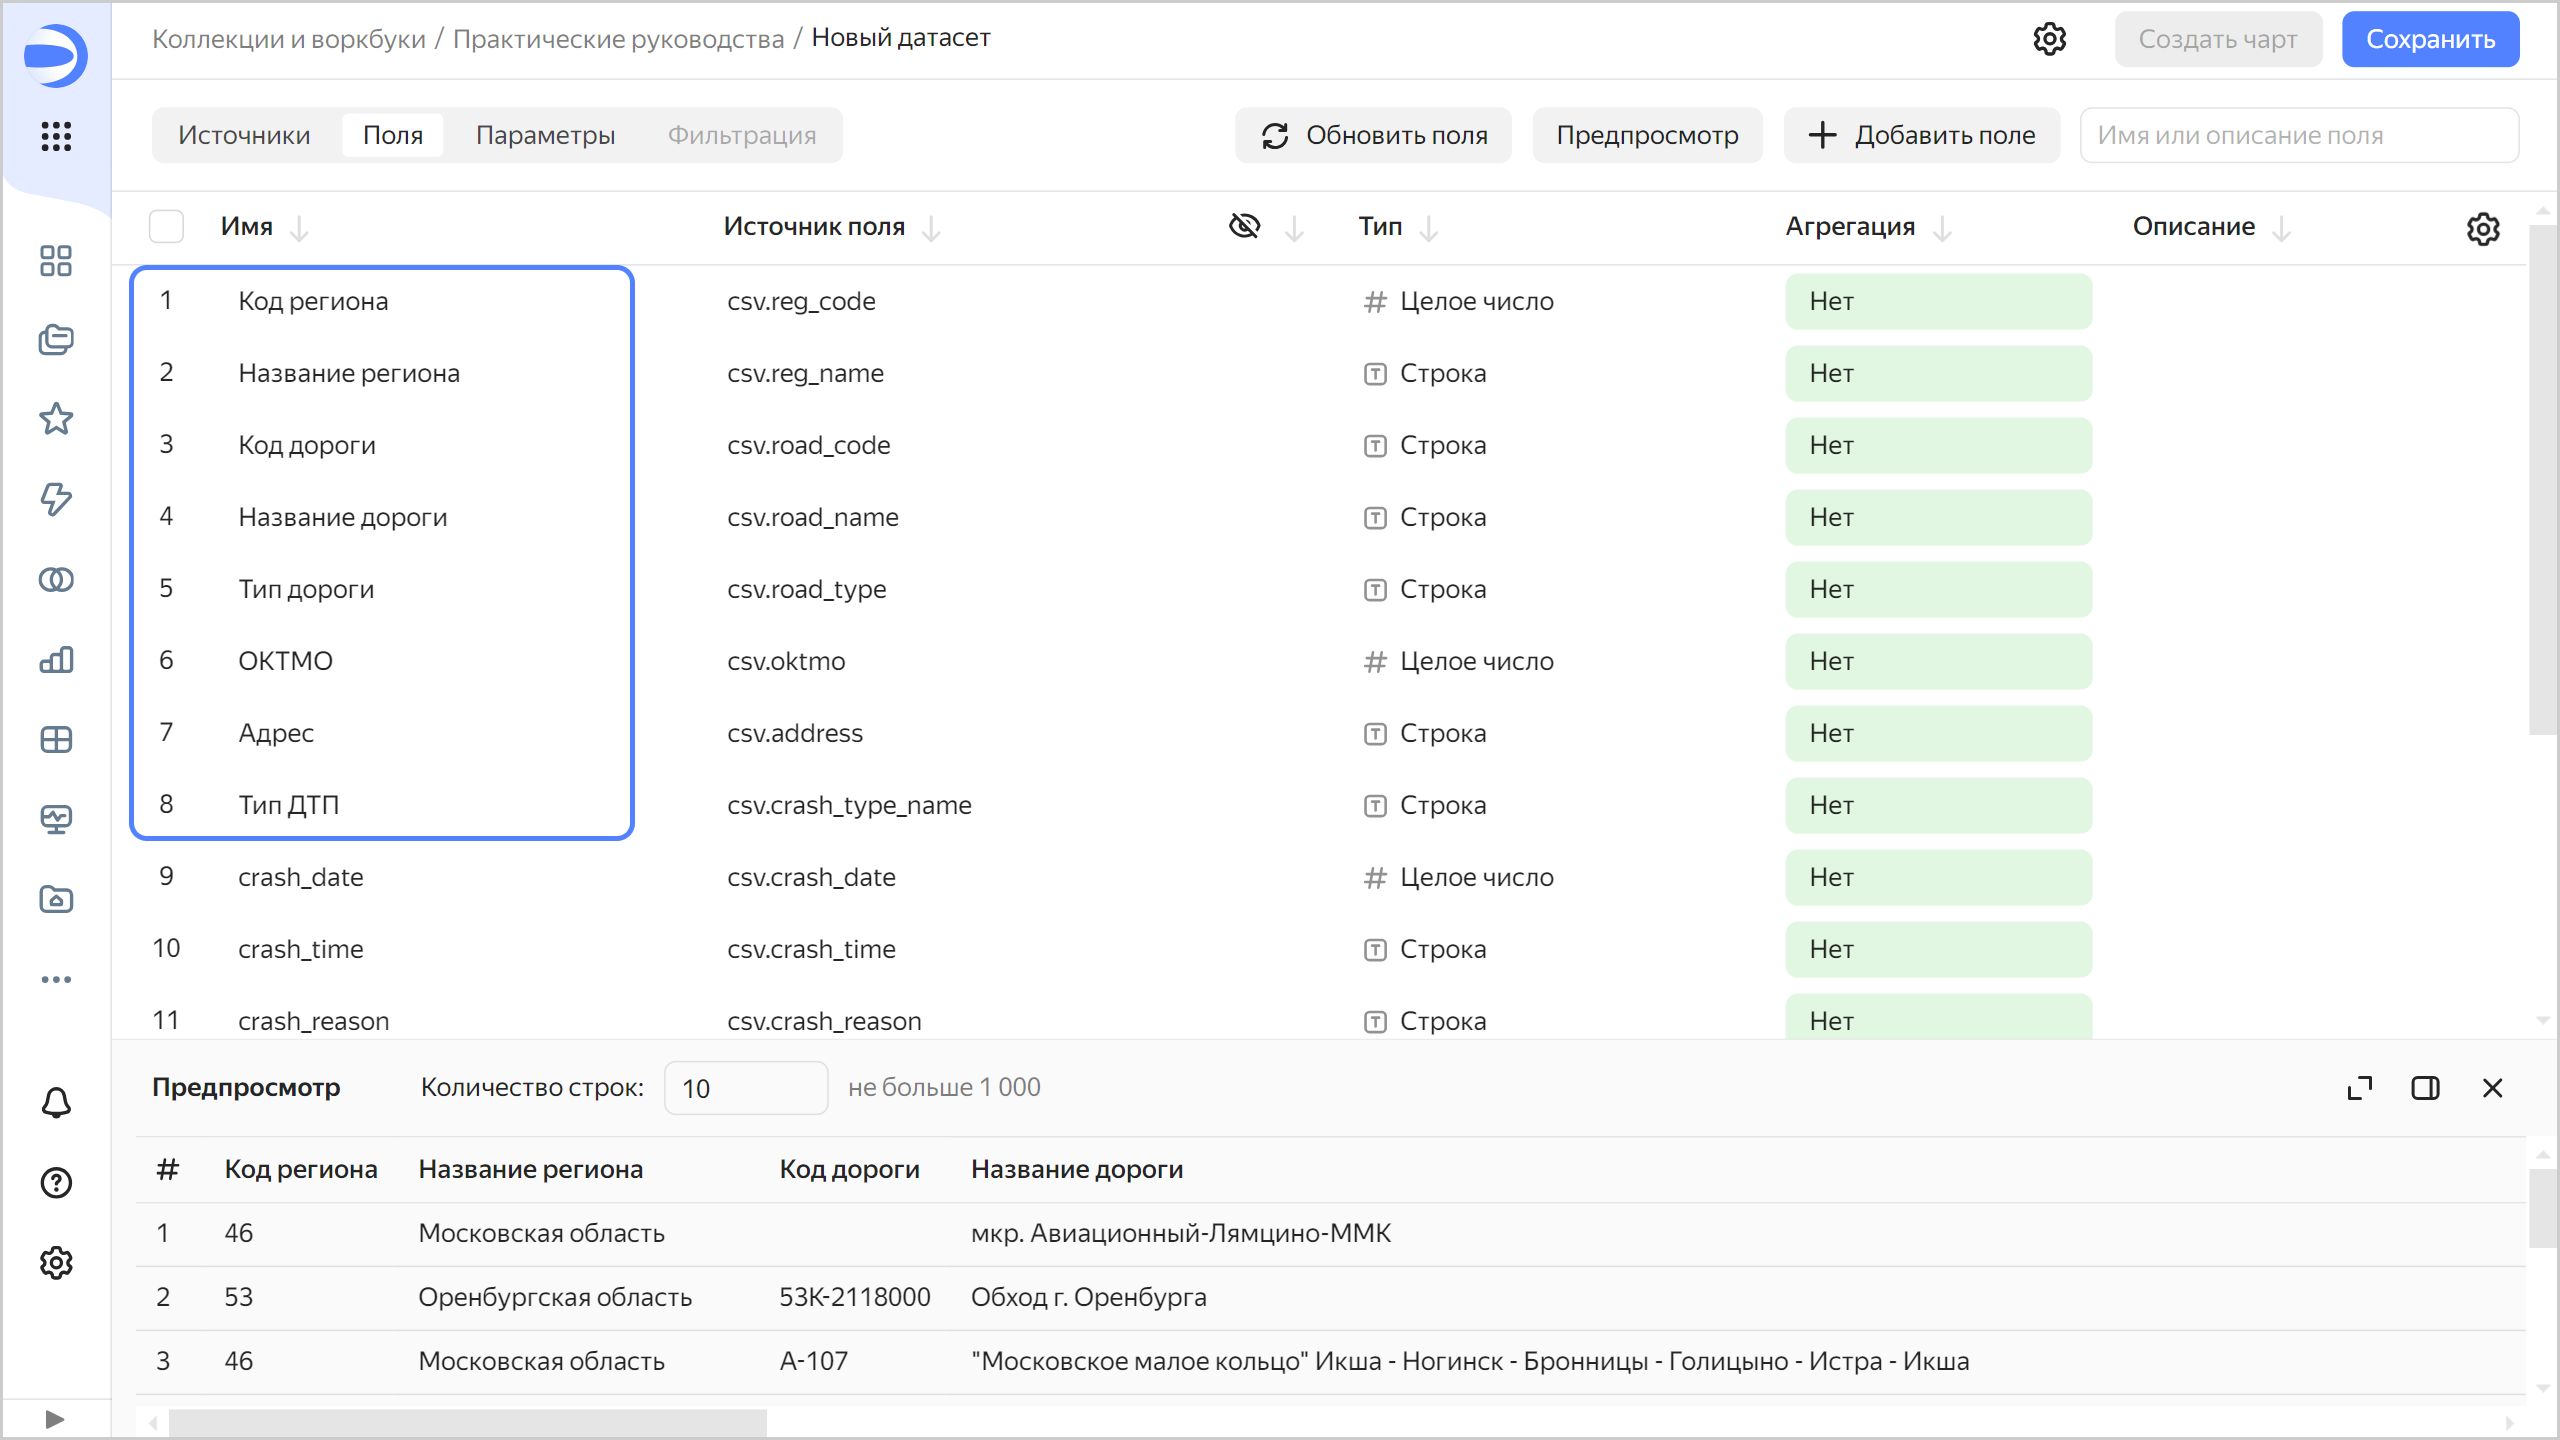 Коллекции и воркбуки / Практические руководства / Новый датасет
Создать чарт
Сохранить
Источники Поля Параметры Фильтрация
Обновить поля
Предпросмотр
Добавить поле
Имя или описание поля
Имя Источник поля Тип Агрегация Описание
1 Код региона csv.reg_code # Целое число Нет
2 Название региона csv.reg_name Строка Нет
3 Код дороги csv.road_code Строка Нет
4 Название дороги csv.road_name Строка Нет
5 Тип дороги csv.road_type Строка Нет
6 ОКТМО csv.oktmo # Целое число Нет
7 Адрес csv.address Строка Нет
8 Тип ДТП csv.crash_type_name Строка Нет
9 crash_date csv.crash_date # Целое число Нет
10 crash_time csv.crash_time Строка Нет
11 crash_reason csv.crash_reason Строка Нет
Предпросмотр Количество строк: 10 не больше 1 000
# Код региона Название региона Код дороги Название дороги
1 46 Московская область мкр. Авиационный-Лямцино-ММК
2 53 Оренбургская область 53К-2118000 Обход г. Оренбурга
3 46 Московская область А-107 "Московское малое кольцо" Икша - Ногинск - Бронницы - Голицыно - Истра - Икша